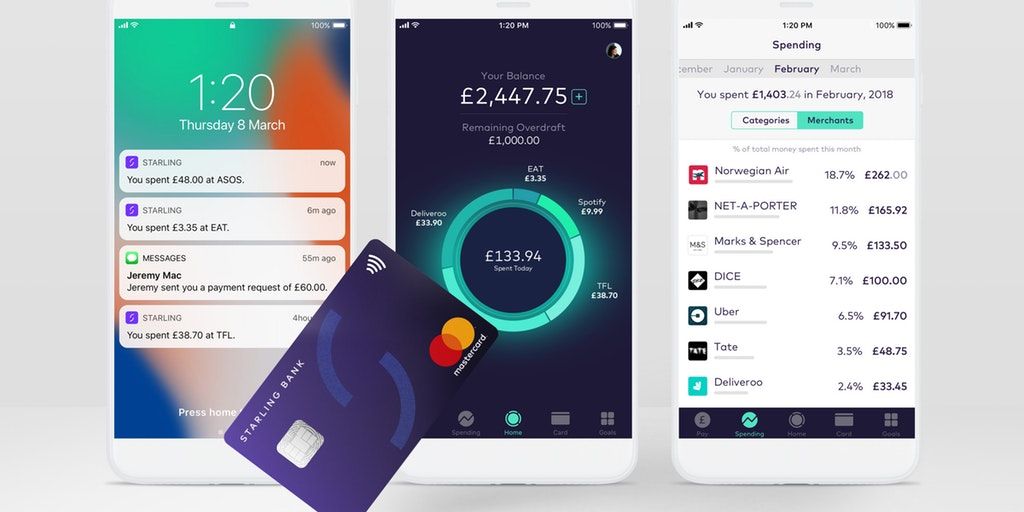 100%
1:20
Thursday 8 March
STARLING
now
You spent £48.00 at ASOS.
STARLING
6m ago
You spent £3.35 at EAT.
MESSAGES
55m ago
Jeremy Mac
Jeremy sent you a payment request of £60.00.
STARLING
You spent £38.70 at TFL.
Press home
STARLING BANK
mastercard
1:20 PM
100%
Your Balance
£2,447.75
Remaining Overdraft
£1,000.00
EAT
£3.35
Spotify
£9.99
Deliveroo
£33.90
£133.94
Spent Today
TFL
£38.70
Spending
Home
Card
Goals
1:20 PM
100%
Spending
January February March
You spent £1,403.24 in February, 2018
Categories Merchants
% of total money spent this month
Norwegian Air 18.7% £262.00
NET-A-PORTER 11.8% £165.92
M&S Marks & Spencer 9.5% £133.50
DICE 7.1% £100.00
Uber 6.5% £91.70
TATE Tate 3.5% £48.75
Deliveroo 2.4% £33.45
Pay
Spending
Home
Card
Goals